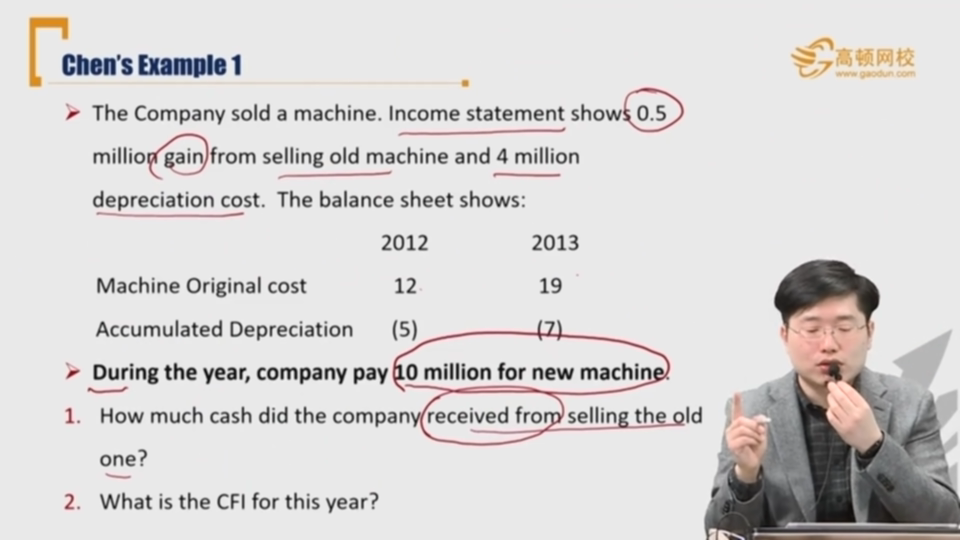 Chen's Example 1
高顿网校
www.gaodun.com
The Company sold a machine. Income statement shows 0.5
million gain from selling old machine and 4 million
depreciation cost. The balance sheet shows:
2012 2013
Machine Original cost 12 19
Accumulated Depreciation (5) (7)
During the year, company pay 10 million for new machine.
1. How much cash did the company received from selling the old
one?
2. What is the CFI for this year?